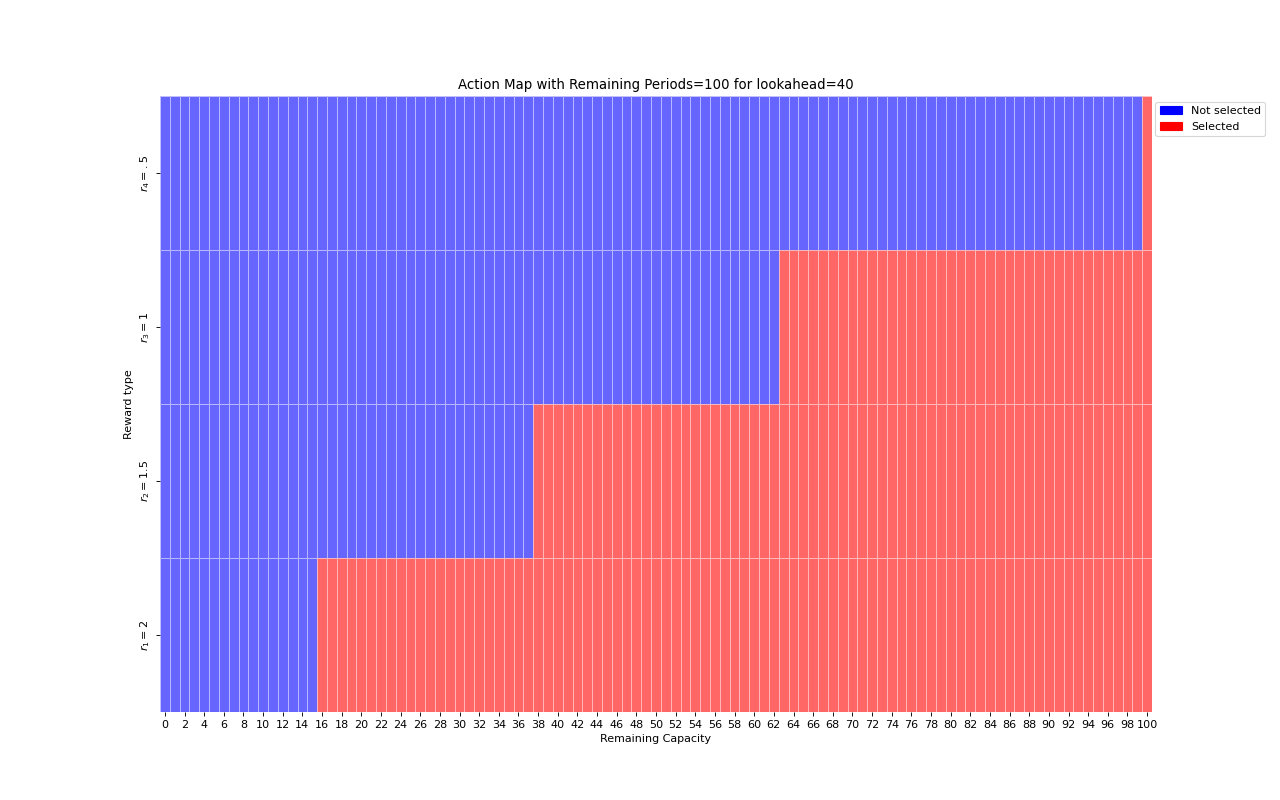 Action Map with Remaining Periods=100 for lookahead=40
Not selected
Selected
Reward type
r₄ = .5
r₃ = 1
r₂ = 1.5
r₁ = 2
0 2 4 6 8 10 12 14 16 18 20 22 24 26 28 30 32 34 36 38 40 42 44 46 48 50 52 54 56 58 60 62 64 66 68 70 72 74 76 78 80 82 84 86 88 90 92 94 96 98 100
Remaining Capacity